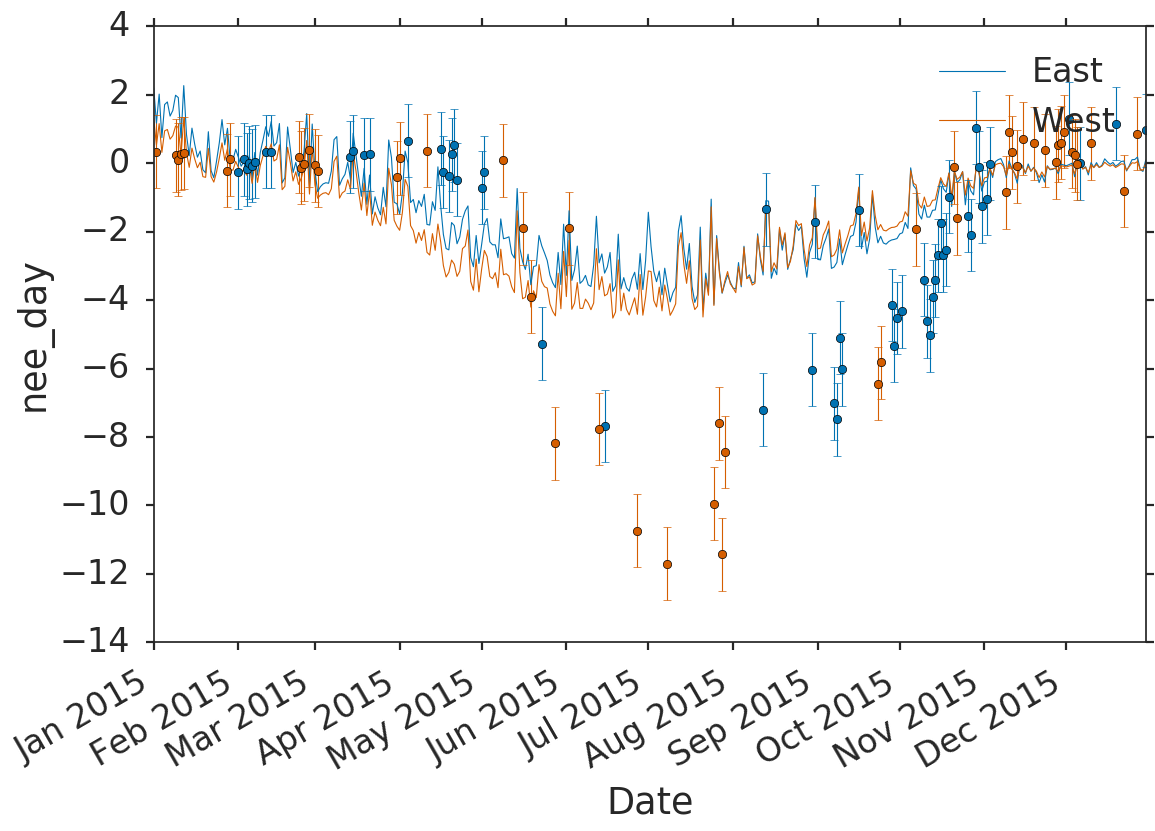 4
2
0
−2
−4
−6
−8
−10
−12
−14
nee_day
East
West
Jan 2015
Feb 2015
Mar 2015
Apr 2015
May 2015
Jun 2015
Jul 2015
Aug 2015
Sep 2015
Oct 2015
Nov 2015
Dec 2015
Date